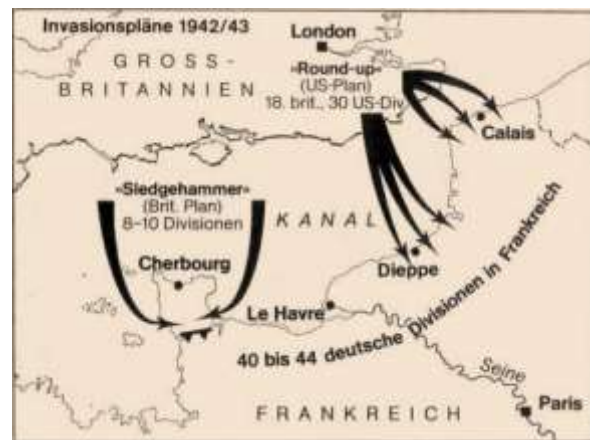 Invasionspläne 1942/43
London
GROSS-
BRITANNIEN
»Round-up«
(US-Plan)
18. brit., 30 US-Div.
Calais
»Sledgehammer«
(Brit. Plan)
8–10 Divisionen
KANAL
Cherbourg
Dieppe
Le Havre
40 bis 44 deutsche Divisionen in Frankreich
Seine
Paris
FRANKREICH